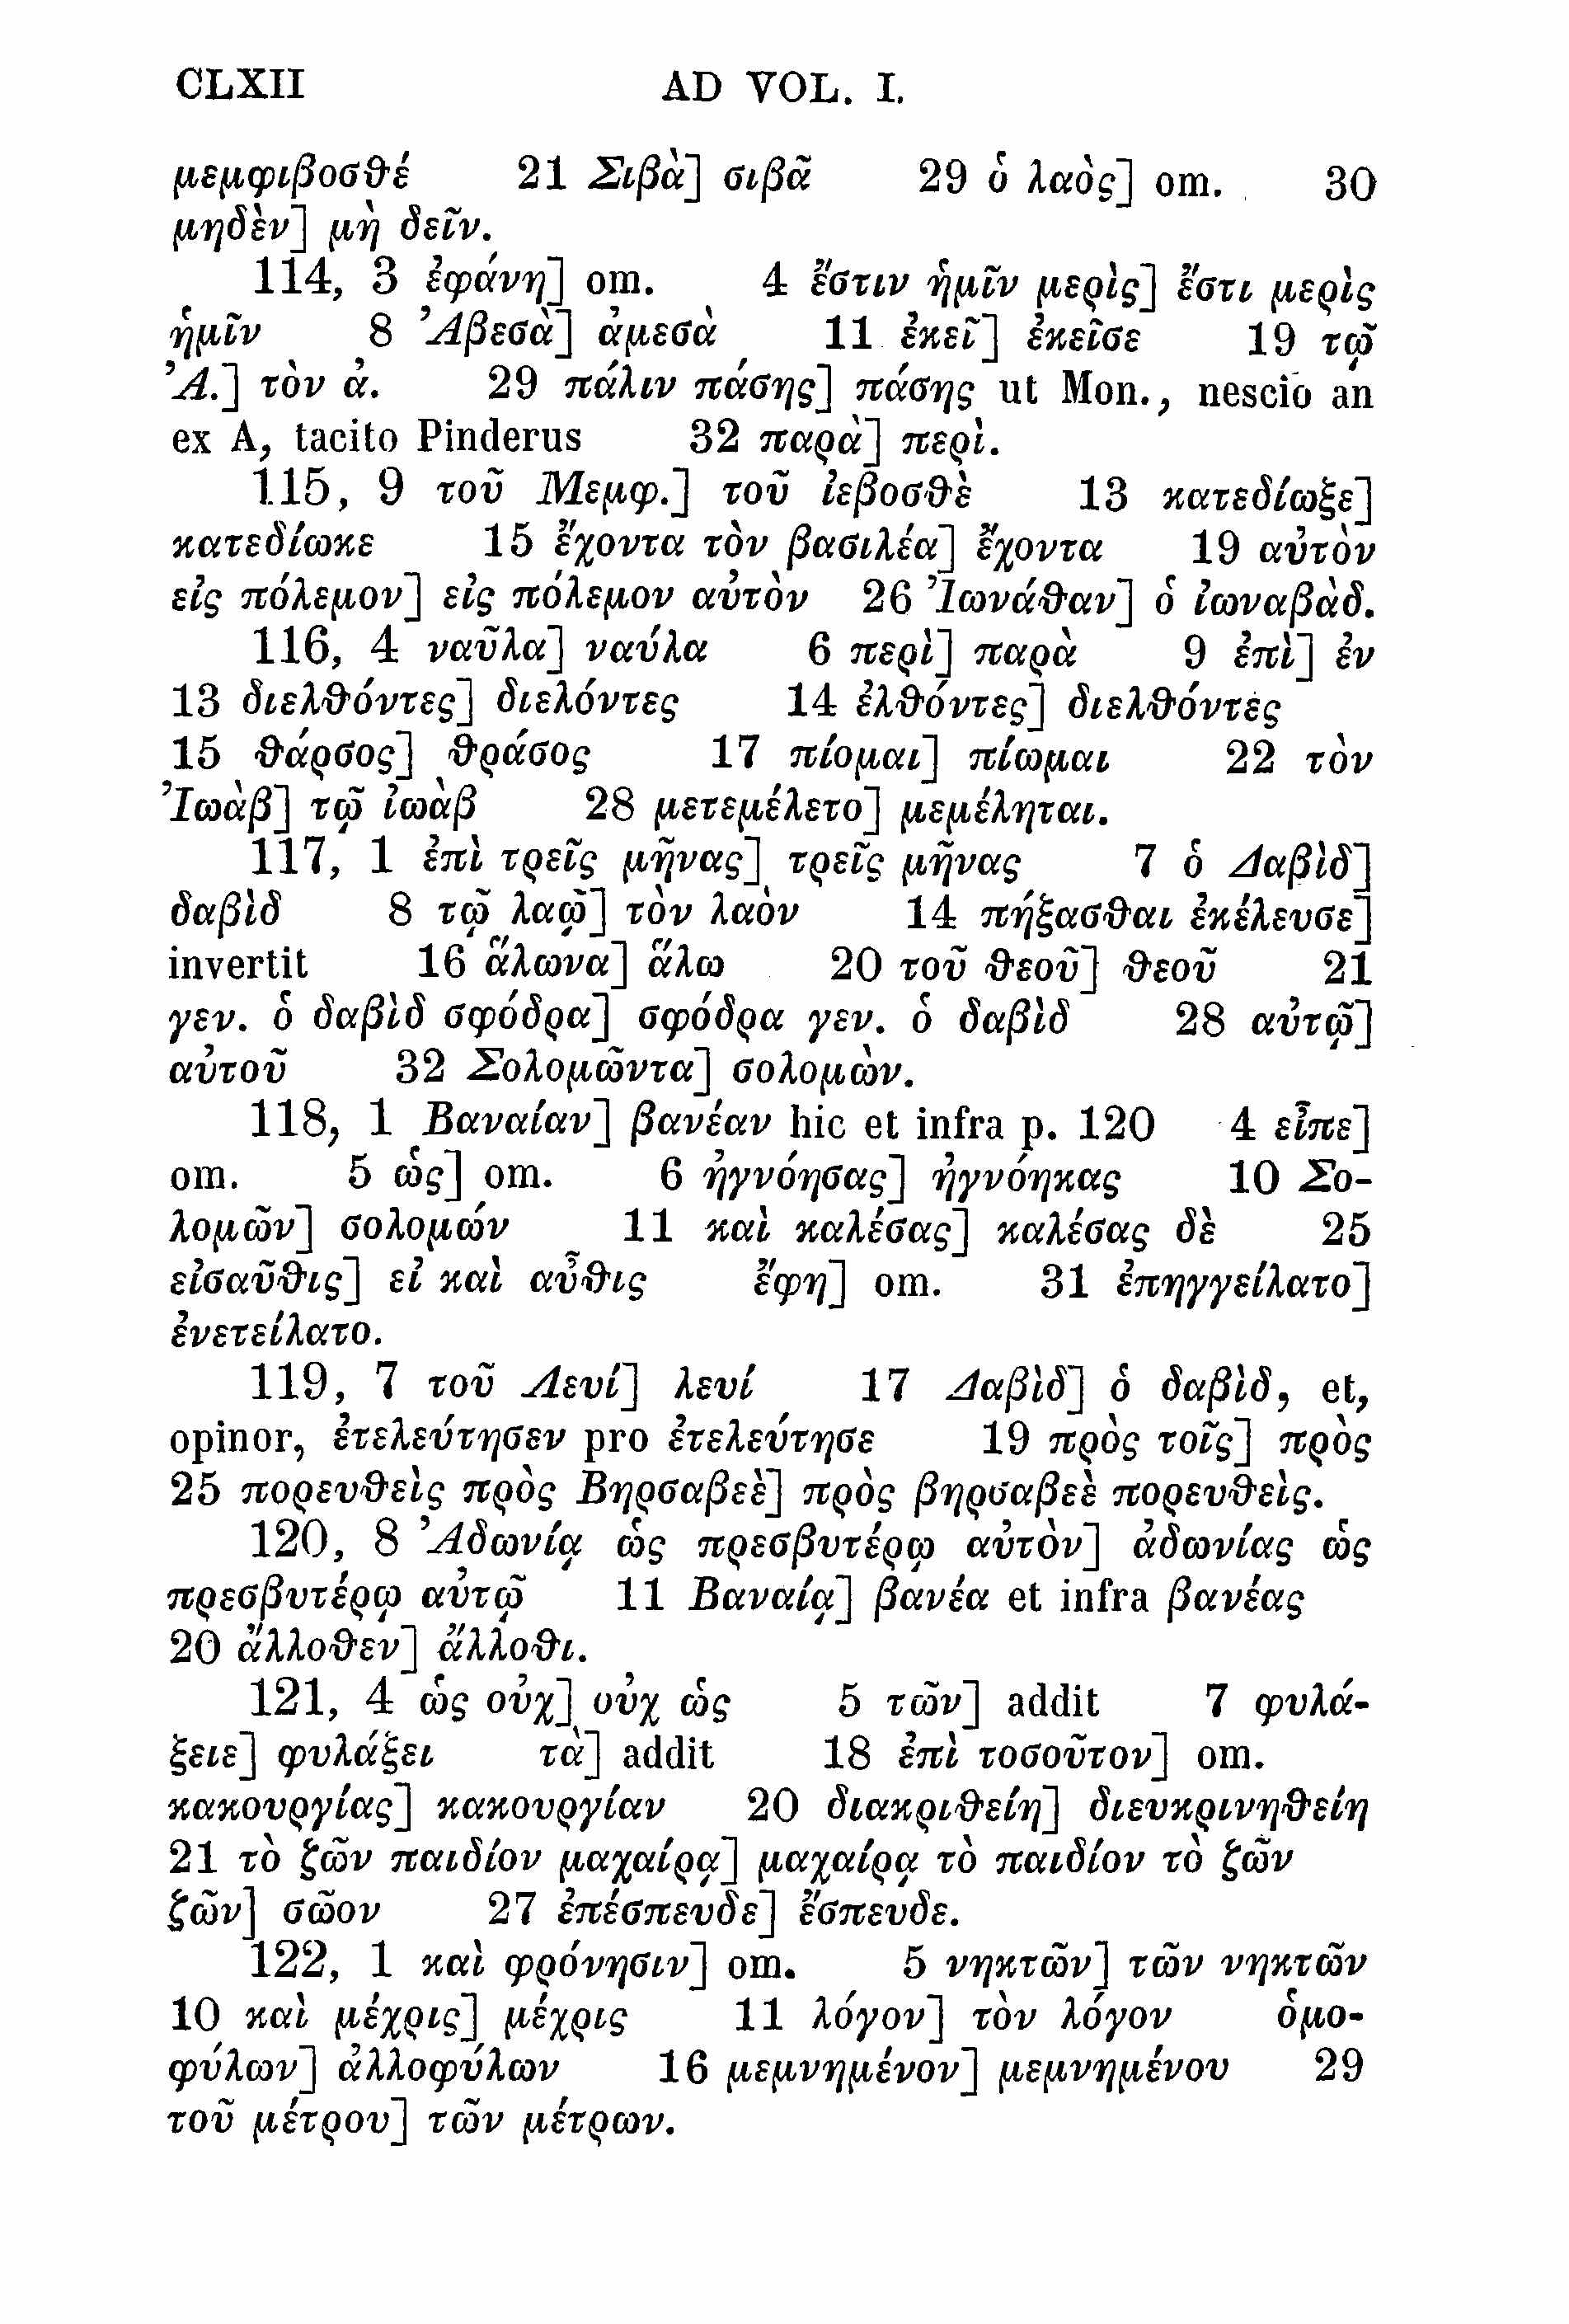 CLXII AD VOL. I.
μεμφιβοσθέ 21 Σιβὰ] σιβᾶ 29 ὁ λαὸς] om. 30
μηδὲν] μὴ δεῖν.
114, 3 ἐφάνη] om. 4 ἔστιν ἡμῖν μερὶς] ἔστι μερὶς
ἡμῖν 8 Ἀβεσὰ] ἀμεσὰ 11 ἐκεῖ] ἐκεῖσε 19 τῷ
Ἀ.] τὸν ἀ. 29 πάλιν πάσης] πάσης ut Mon., nescio an
ex A, tacito Pinderus 32 παρὰ] περὶ.
115, 9 τοῦ Μεμφ.] τοῦ ἰεβοσθὲ 13 κατεδίωξε]
κατεδίωκε 15 ἔχοντα τὸν βασιλέα] ἔχοντα 19 αὐτὸν
εἰς πόλεμον] εἰς πόλεμον αὐτὸν 26 Ἰωνάθαν] ὁ ἰωναβὰδ.
116, 4 ναῦλα] ναύλα 6 περὶ] παρὰ 9 ἐπὶ] ἐν
13 διελθόντες] διελόντες 14 ἐλθόντες] διελθόντες
15 θάρσος] θράσος 17 πίομαι] πίωμαι 22 τὸν
Ἰωὰβ] τῷ ἰωὰβ 28 μετεμέλετο] μεμέληται.
117, 1 ἐπὶ τρεῖς μῆνας] τρεῖς μῆνας 7 ὁ Δαβὶδ]
δαβὶδ 8 τῷ λαῷ] τὸν λαὸν 14 πήξασθαι ἐκέλευσε]
invertit 16 ἅλωνα] ἅλω 20 τοῦ θεοῦ] θεοῦ 21
γεν. ὁ δαβὶδ σφόδρα] σφόδρα γεν. ὁ δαβὶδ 28 αὐτῷ]
αὐτοῦ 32 Σολομῶντα] σολομὼν.
118, 1 Βαναίαν] βανέαν hic et infra p. 120 4 εἶπε]
om. 5 ὡς] om. 6 ἠγνόησας] ἠγνόηκας 10 Σο-
λομῶν] σολομών 11 καὶ καλέσας] καλέσας δὲ 25
εἰσαῦθις] εἰ καὶ αὖθις ἔφη] om. 31 ἐπηγγείλατο]
ἐνετείλατο.
119, 7 τοῦ Λευί] λευί 17 Δαβὶδ] ὁ δαβὶδ, et,
opinor, ἐτελεύτησεν pro ἐτελεύτησε 19 πρὸς τοῖς] πρὸς
25 πορευθεὶς πρὸς Βηρσαβεὲ] πρὸς βηρσαβεὲ πορευθεὶς.
120, 8 Ἀδωνίᾳ ὡς πρεσβυτέρῳ αὐτὸν] ἀδωνίας ὡς
πρεσβυτέρῳ αὐτῷ 11 Βαναίᾳ] βανέα et infra βανέας
20 ἄλλοθεν] ἄλλοθι.
121, 4 ὡς οὐχ] οὐχ ὡς 5 τῶν] addit 7 φυλά-
ξειε] φυλάξει τὰ] addit 18 ἐπὶ τοσοῦτον] om.
κακουργίας] κακουργίαν 20 διακριθείη] διευκρινηθείη
21 τὸ ζῶν παιδίον μαχαίρᾳ] μαχαίρᾳ τὸ παιδίον τὸ ζῶν
ζῶν] σῶον 27 ἐπέσπευδε] ἔσπευδε.
122, 1 καὶ φρόνησιν] om. 5 νηκτῶν] τῶν νηκτῶν
10 καὶ μέχρις] μέχρις 11 λόγον] τὸν λόγον ὁμο-
φύλων] ἀλλοφύλων 16 μεμνημένον] μεμνημένου 29
τοῦ μέτρου] τῶν μέτρων.